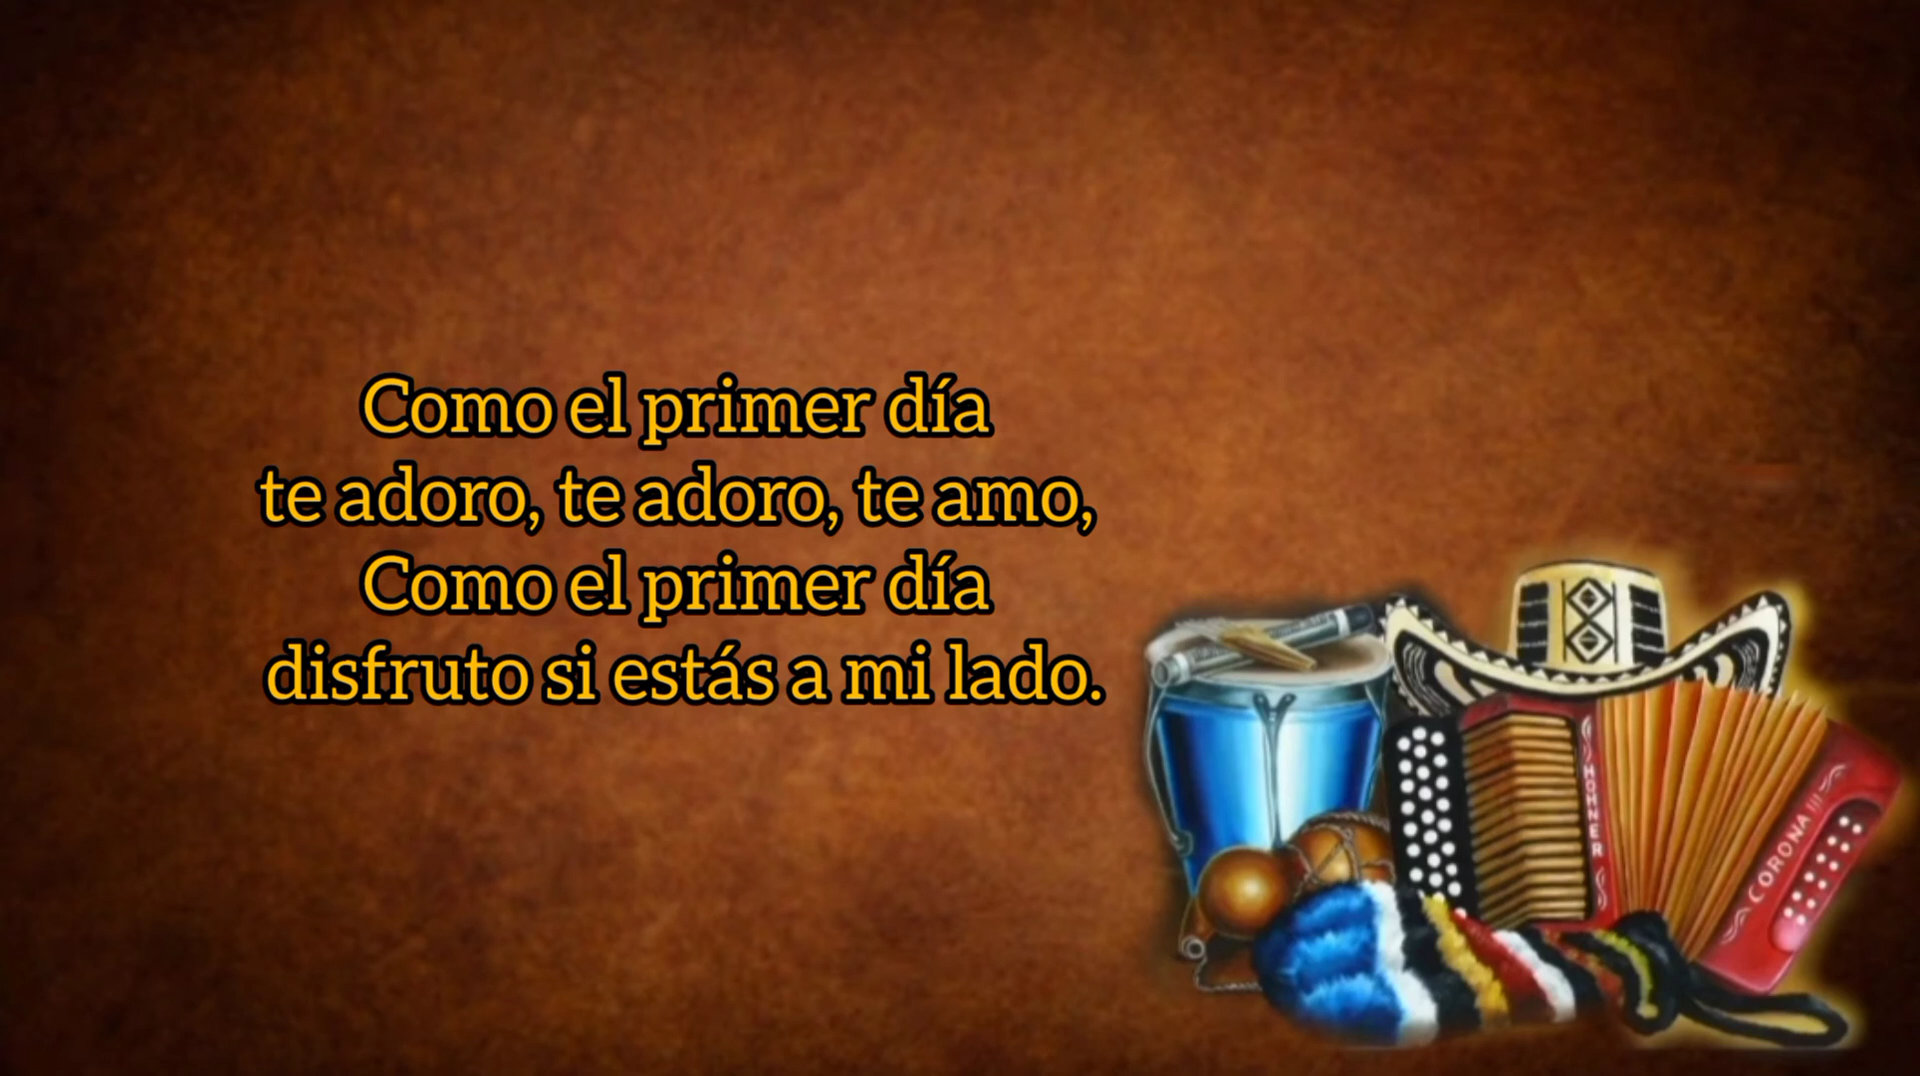 Como el primer día
te adoro, te adoro, te amo,
Como el primer día
disfruto si estás a mi lado.
HOHNER
CORONA III